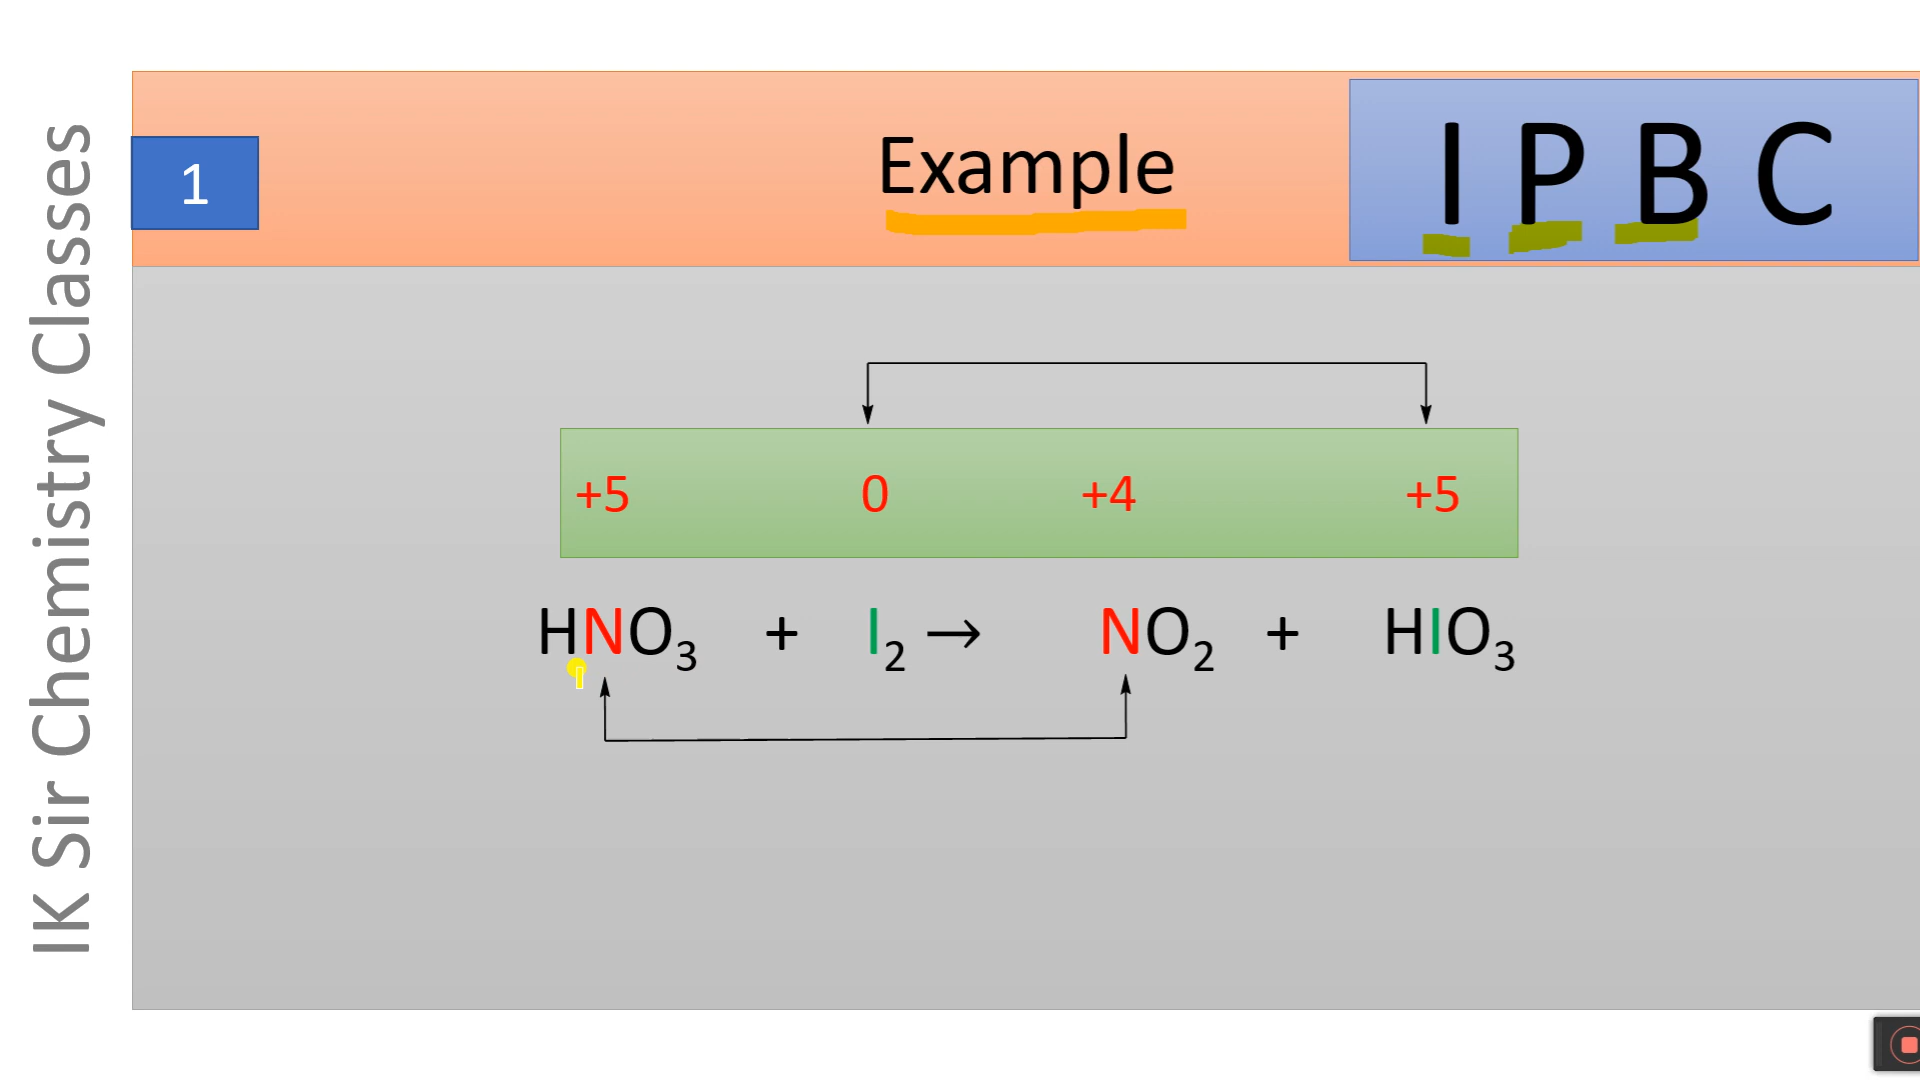 IK Sir Chemistry Classes
1
Example
I P B C
+5 0 +4 +5
HNO₃ + I₂ → NO₂ + HIO₃